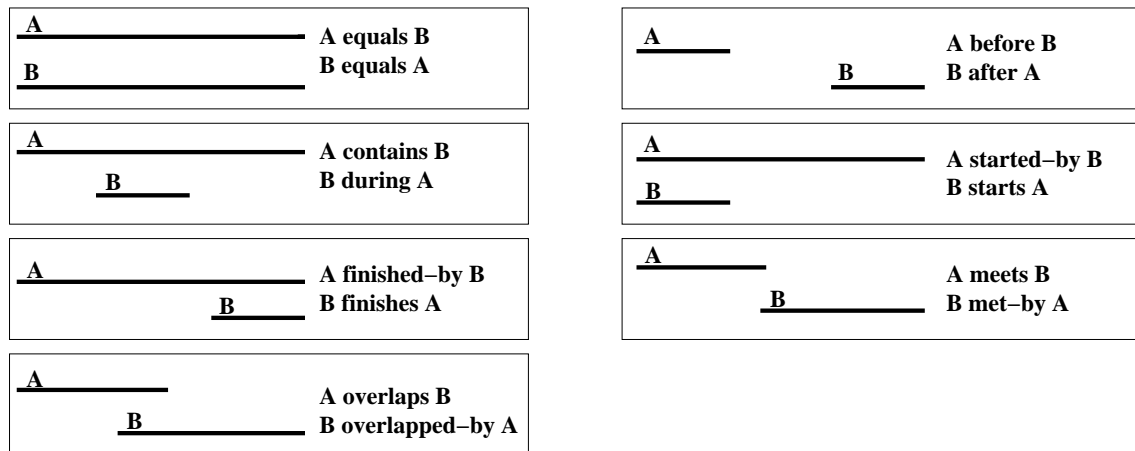 A
B
A equals B
B equals A
A
B
A contains B
B during A
A
B
A finished−by B
B finishes A
A
B
A overlaps B
B overlapped−by A
A
B
A before B
B after A
A
B
A started−by B
B starts A
A
B
A meets B
B met−by A